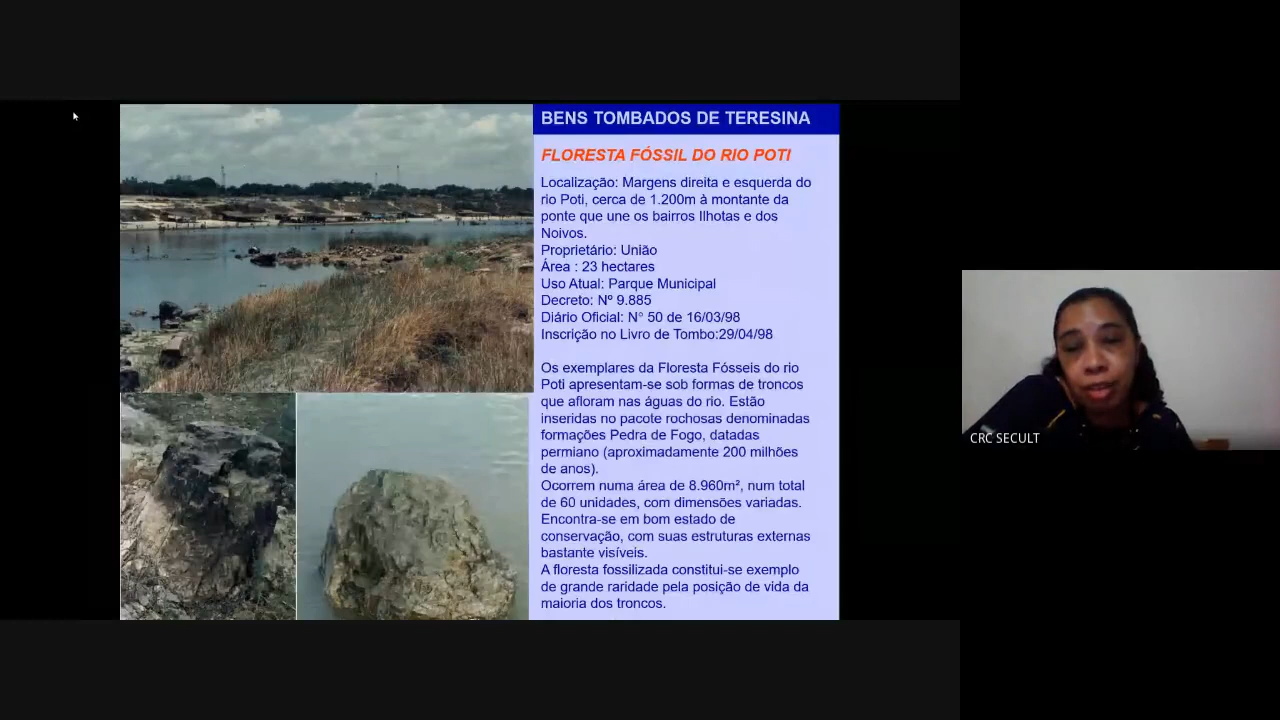 BENS TOMBADOS DE TERESINA
FLORESTA FÓSSIL DO RIO POTI
Localização: Margens direita e esquerda do
rio Poti, cerca de 1.200m à montante da
ponte que une os bairros Ilhotas e dos
Noivos.
Proprietário: União
Área : 23 hectares
Uso Atual: Parque Municipal
Decreto: Nº 9.885
Diário Oficial: N° 50 de 16/03/98
Inscrição no Livro de Tombo:29/04/98
Os exemplares da Floresta Fósseis do rio
Poti apresentam-se sob formas de troncos
que afloram nas águas do rio. Estão
inseridas no pacote rochosas denominadas
formações Pedra de Fogo, datadas
permiano (aproximadamente 200 milhões
de anos).
Ocorrem numa área de 8.960m², num total
de 60 unidades, com dimensões variadas.
Encontra-se em bom estado de
conservação, com suas estruturas externas
bastante visíveis.
A floresta fossilizada constitui-se exemplo
de grande raridade pela posição de vida da
maioria dos troncos.
CRC SECULT